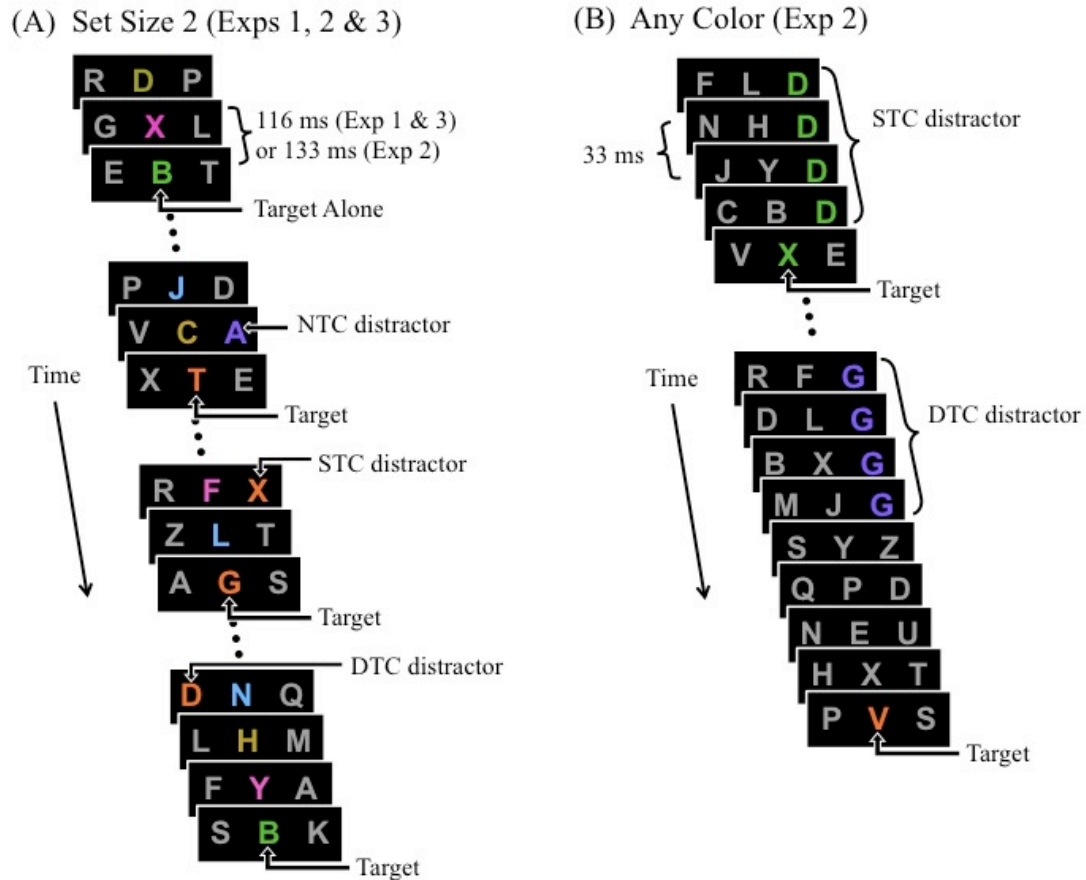 (A) Set Size 2 (Exps 1, 2 & 3)
R D P
G X L
116 ms (Exp 1 & 3)
or 133 ms (Exp 2)
E B T
Target Alone
P J D
V C A
NTC distractor
X T E
Target
Time
STC distractor
R F X
Z L T
A G S
Target
DTC distractor
D N Q
L H M
F Y A
S B K
Target
(B) Any Color (Exp 2)
F L D
N H D
STC distractor
33 ms
J Y D
C B D
V X E
Target
Time
R F G
D L G
DTC distractor
B X G
M J G
S Y Z
Q P D
N E U
H X T
P V S
Target